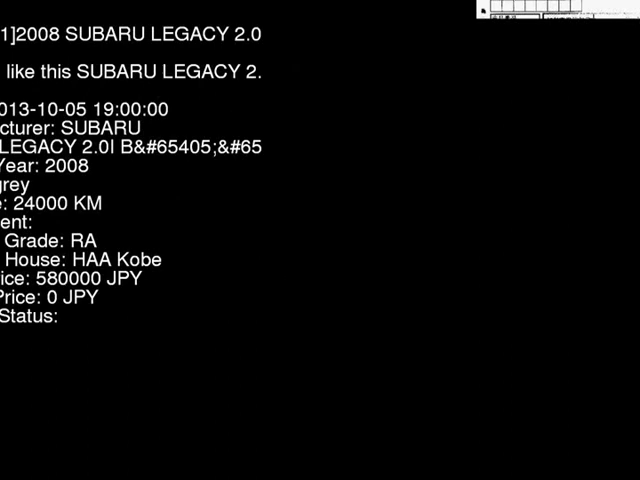 1]2008 SUBARU LEGACY 2.0
like this SUBARU LEGACY 2.
013-10-05 19:00:00
cturer: SUBARU
LEGACY 2.0I B&#65405;&#65
Year: 2008
grey
e: 24000 KM
ent:
Grade: RA
House: HAA Kobe
ice: 580000 JPY
Price: 0 JPY
Status: